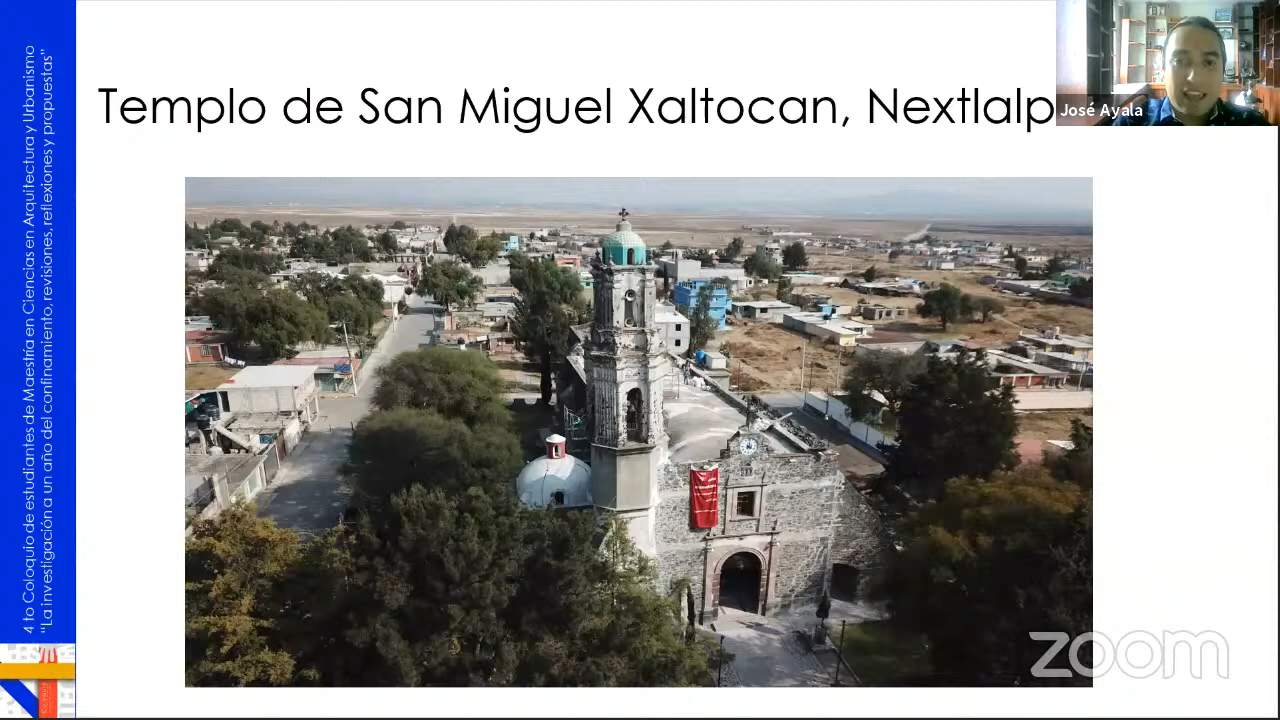 Templo de San Miguel Xaltocan, Nextlalp
José Ayala
4 to Coloquio de estudiantes de Maestría en Ciencias en Arquitectura y Urbanismo
"La investigación a un año del confinamiento, revisiones, reflexiones y propuestas"
zoom